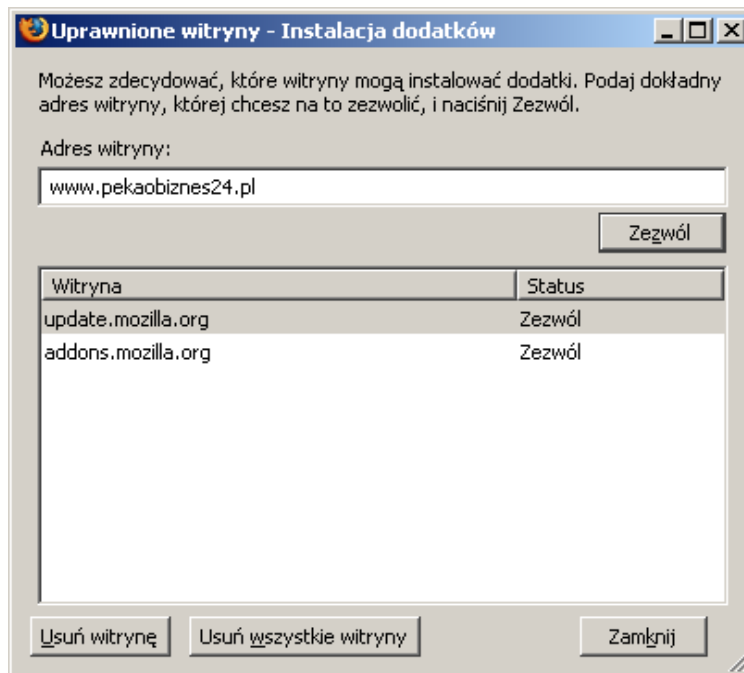 Uprawnione witryny - Instalacja dodatków
Możesz zdecydować, które witryny mogą instalować dodatki. Podaj dokładny
adres witryny, której chcesz na to zezwolić, i naciśnij Zezwól.
Adres witryny:
www.pekaobiznes24.pl
Zezwól
Witryna Status
update.mozilla.org Zezwól
addons.mozilla.org Zezwól
Usuń witrynę Usuń wszystkie witryny Zamknij